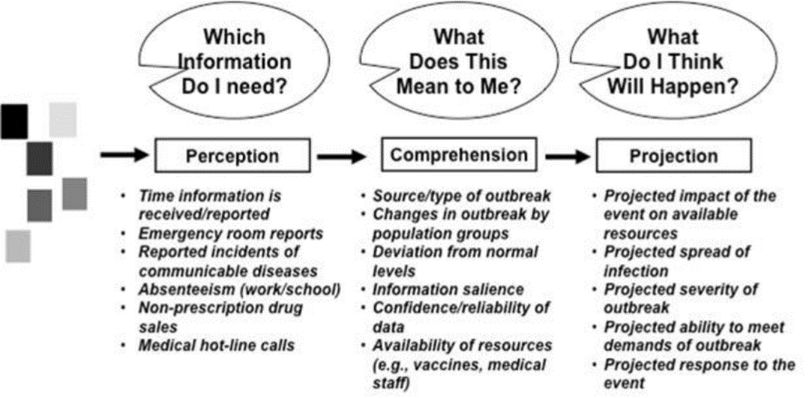 Which
Information
Do I need?
What
Does This
Mean to Me?
What
Do I Think
Will Happen?
Perception
Comprehension
Projection
• Time information is
received/reported
• Emergency room reports
• Reported incidents of
communicable diseases
• Absenteeism (work/school)
• Non-prescription drug
sales
• Medical hot-line calls
• Source/type of outbreak
• Changes in outbreak by
population groups
• Deviation from normal
levels
• Information salience
• Confidence/reliability of
data
• Availability of resources
(e.g., vaccines, medical
staff)
• Projected impact of the
event on available
resources
• Projected spread of
infection
• Projected severity of
outbreak
• Projected ability to meet
demands of outbreak
• Projected response to the
event